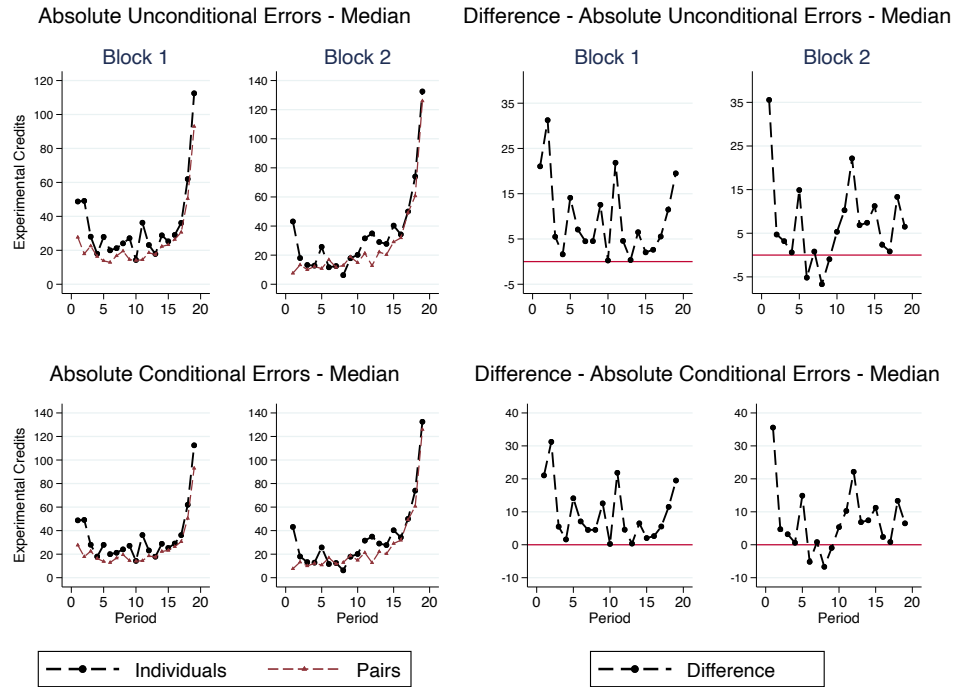 Absolute Unconditional Errors - Median
Difference - Absolute Unconditional Errors - Median
Block 1
Block 2
Block 1
Block 2
Experimental Credits
120
100
80
60
40
20
0
0 5 10 15 20
140
120
100
80
60
40
20
0
0 5 10 15 20
35
25
15
5
-5
0 5 10 15 20
35
25
15
5
-5
0 5 10 15 20
Absolute Conditional Errors - Median
Difference - Absolute Conditional Errors - Median
Experimental Credits
140
120
100
80
60
40
20
0
0 5 10 15 20
Period
140
120
100
80
60
40
20
0
0 5 10 15 20
Period
40
30
20
10
0
-10
0 5 10 15 20
Period
40
30
20
10
0
-10
0 5 10 15 20
Period
Individuals Pairs
Difference